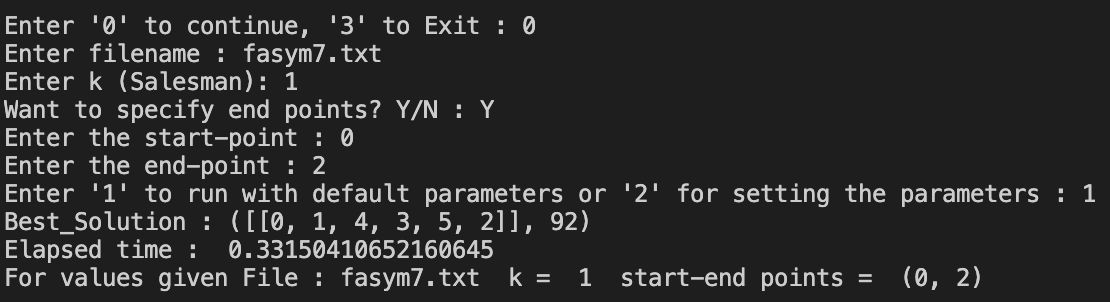 Enter '0' to continue, '3' to Exit : 0
Enter filename : fasym7.txt
Enter k (Salesman): 1
Want to specify end points? Y/N : Y
Enter the start-point : 0
Enter the end-point : 2
Enter '1' to run with default parameters or '2' for setting the parameters : 1
Best_Solution : ([[0, 1, 4, 3, 5, 2]], 92)
Elapsed time :  0.33150410652160645
For values given File : fasym7.txt  k =  1  start-end points =  (0, 2)